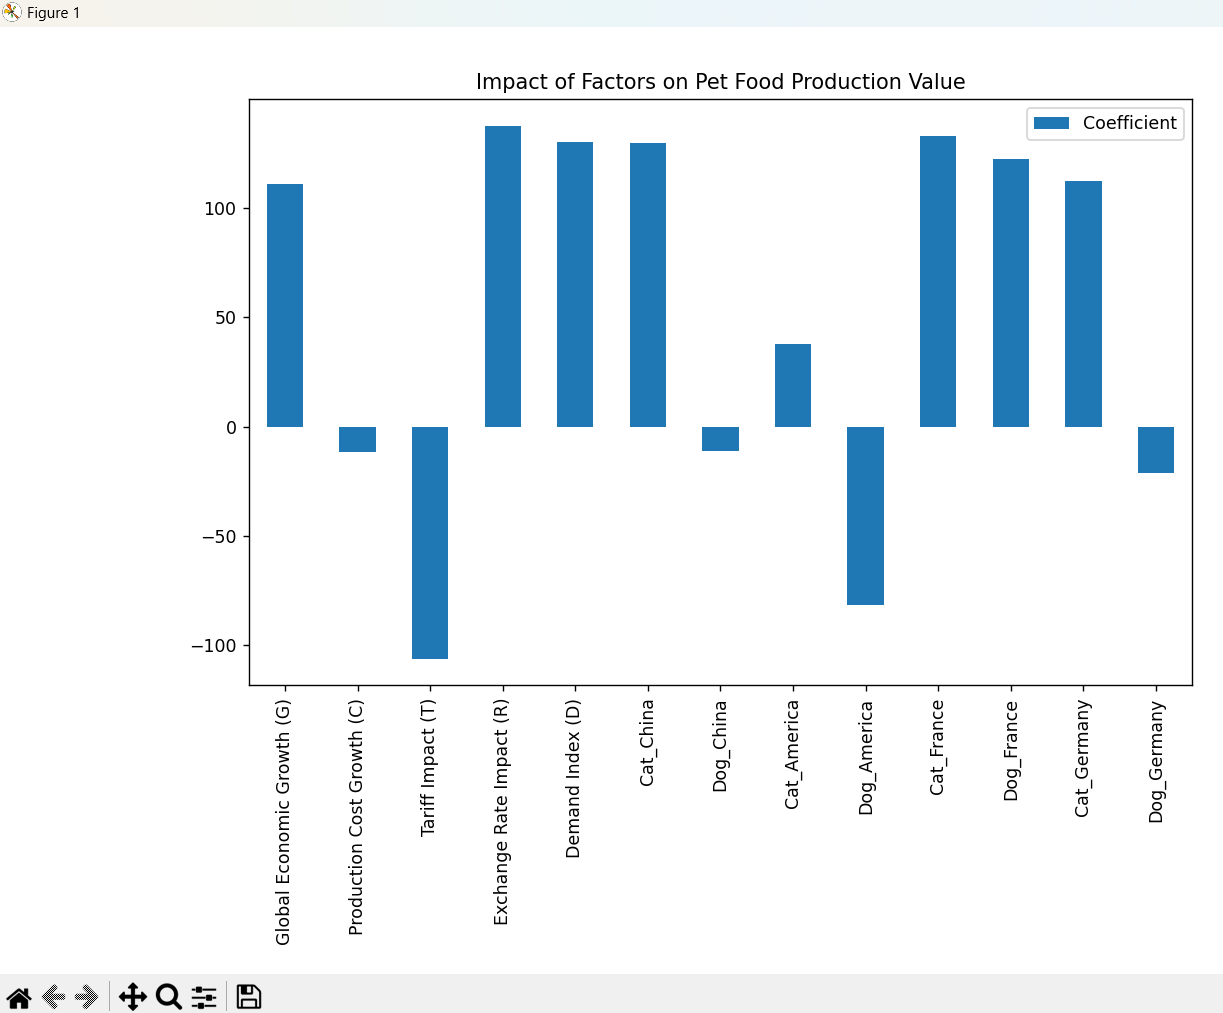 Figure 1
Impact of Factors on Pet Food Production Value
Coefficient
100
50
0
−50
−100
Global Economic Growth (G)
Production Cost Growth (C)
Tariff Impact (T)
Exchange Rate Impact (R)
Demand Index (D)
Cat_China
Dog_China
Cat_America
Dog_America
Cat_France
Dog_France
Cat_Germany
Dog_Germany